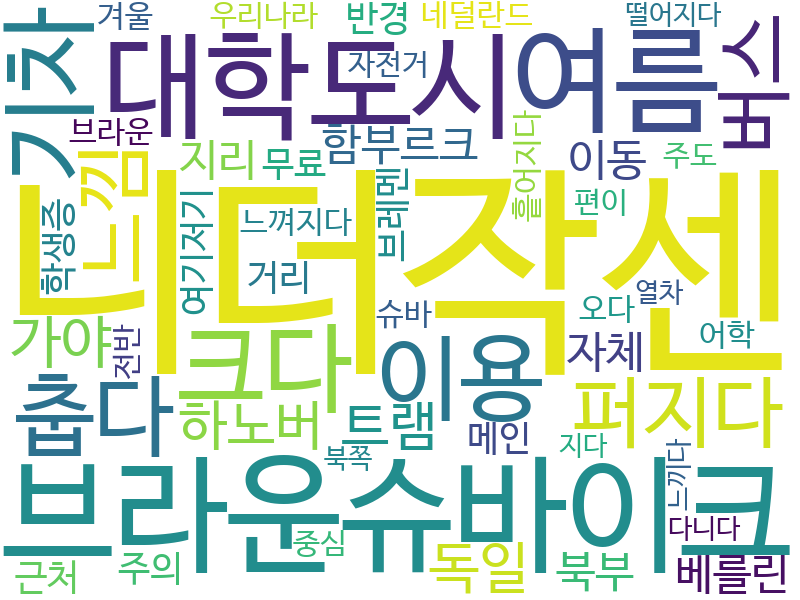 겨울
우리나라
반경
네덜란드
떨어지다
기차
대학도시
자전거
여름
버스
브라운
함부르크
흩어지다
느낌
지리
무료
이동
주도
니더작센
브레멘
편이
학생증
여기저기
느껴지다
거리
열차
오다
슈바
가야
전반
크다
이용
자체
어학
춥다
하노버
트램
메인
퍼지다
북쪽
지다
느끼다
브라운슈바이크
중심
다니다
근처
주의
독일
북부
베를린